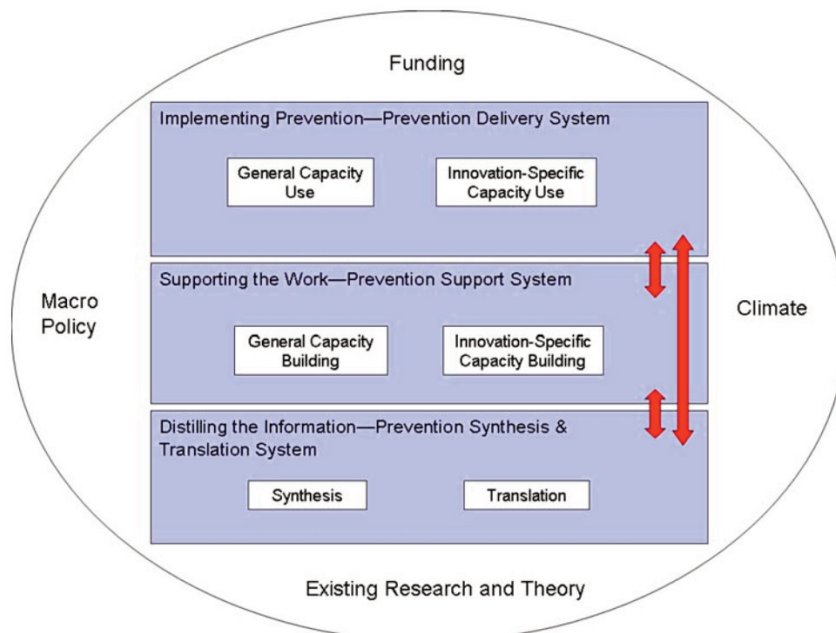 Funding
Implementing Prevention—Prevention Delivery System
General Capacity
Use
Innovation-Specific
Capacity Use
Macro
Policy
Supporting the Work—Prevention Support System
General Capacity
Building
Innovation-Specific
Capacity Building
Climate
Distilling the Information—Prevention Synthesis &
Translation System
Synthesis
Translation
Existing Research and Theory